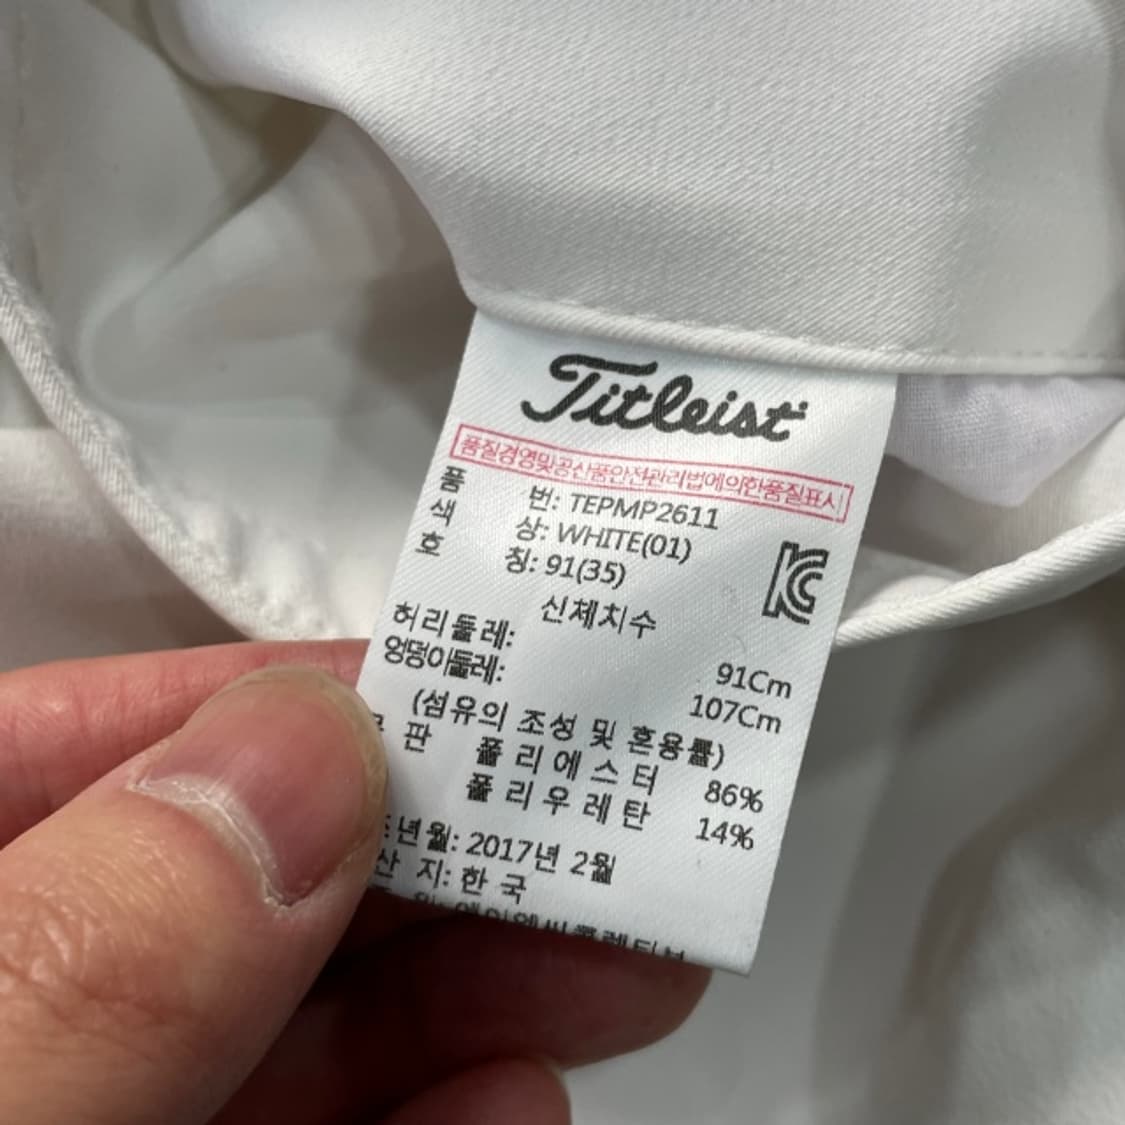 Titleist
품질경영및공산품안전관리법에의한품질표시
품 번: TEPMP2611
색 상: WHITE(01)
호 칭: 91(35)
신체치수
허리둘레: 91Cm
엉덩이둘레: 107Cm
(섬유의 조성 및 혼용률)
판 폴리에스터 86%
폴리우레탄 14%
년월: 2017년 2월
산 지: 한 국